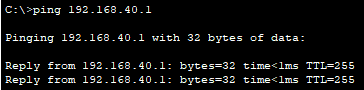 C:\>ping 192.168.40.1
Pinging 192.168.40.1 with 32 bytes of data:
Reply from 192.168.40.1: bytes=32 time<1ms TTL=255
Reply from 192.168.40.1: bytes=32 time<1ms TTL=255